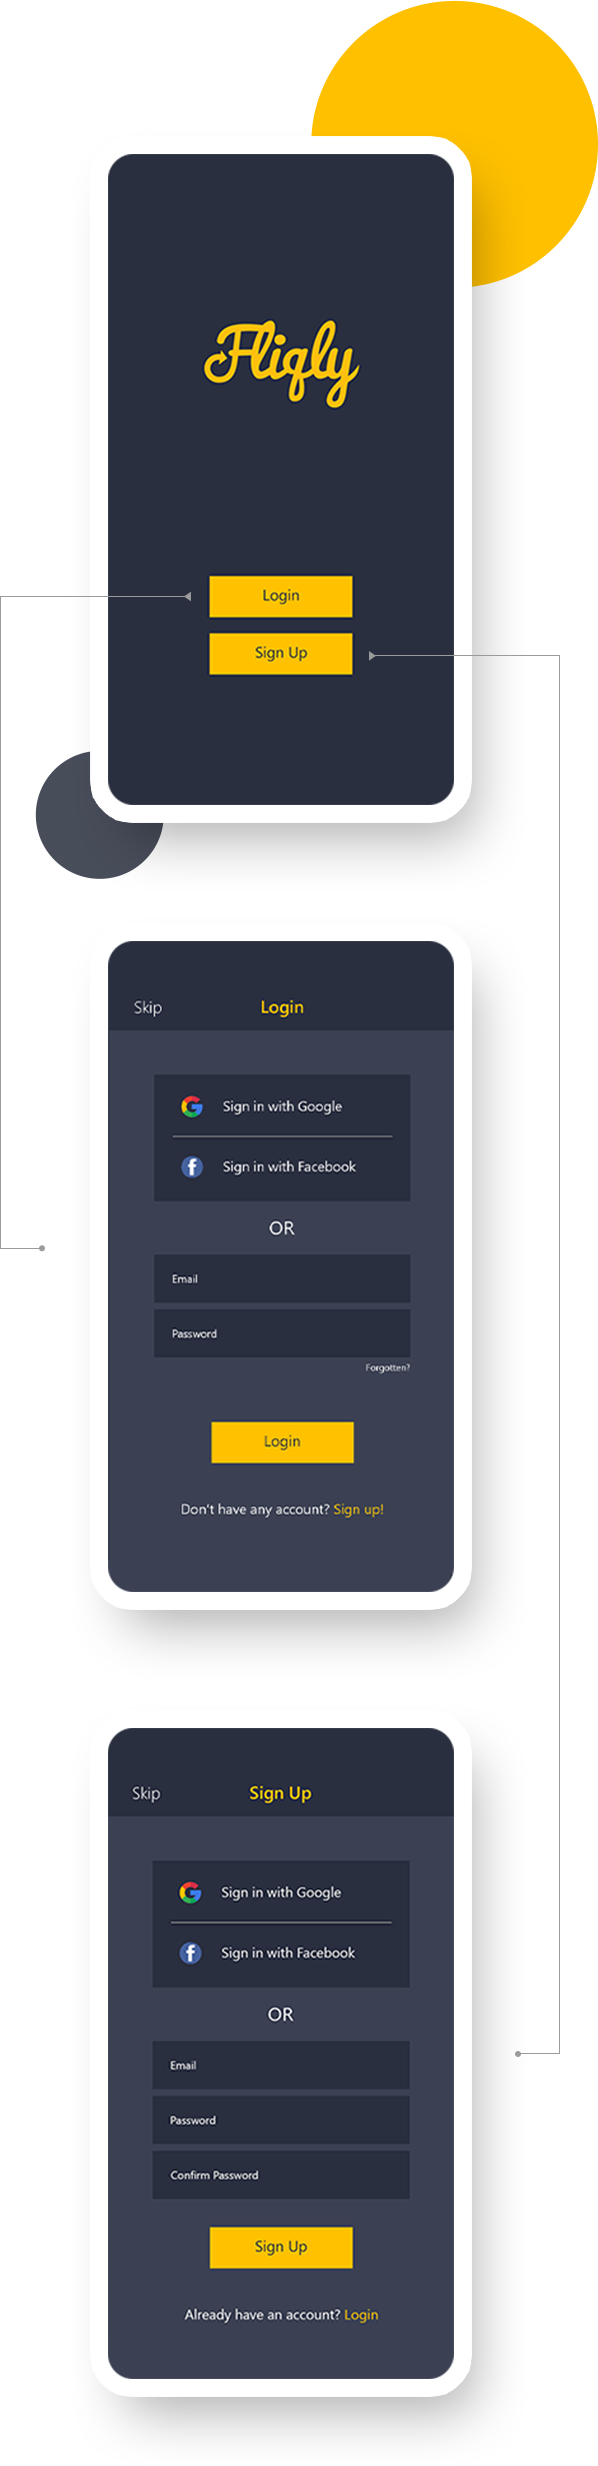 Fliqly
Login
Sign Up
Skip
Login
Sign in with Google
f
Sign in with Facebook
OR
Email
Password
Forgotten?
Login
Don't have any account? Sign up!
Skip
Sign Up
Sign in with Google
f
Sign in with Facebook
OR
Email
Password
Confirm Password
Sign Up
Already have an account? Login